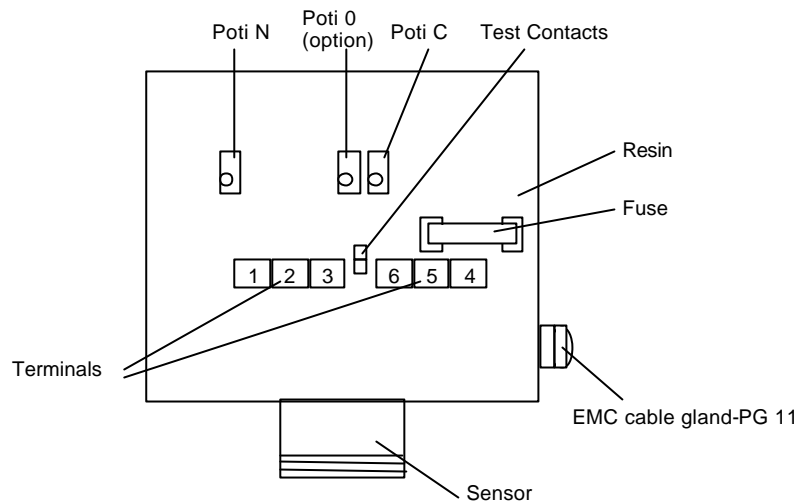 Poti N
Poti 0
(option)
Poti C
Test Contacts
Resin
Fuse
1 2 3 6 5 4
Terminals
EMC cable gland-PG 11
Sensor